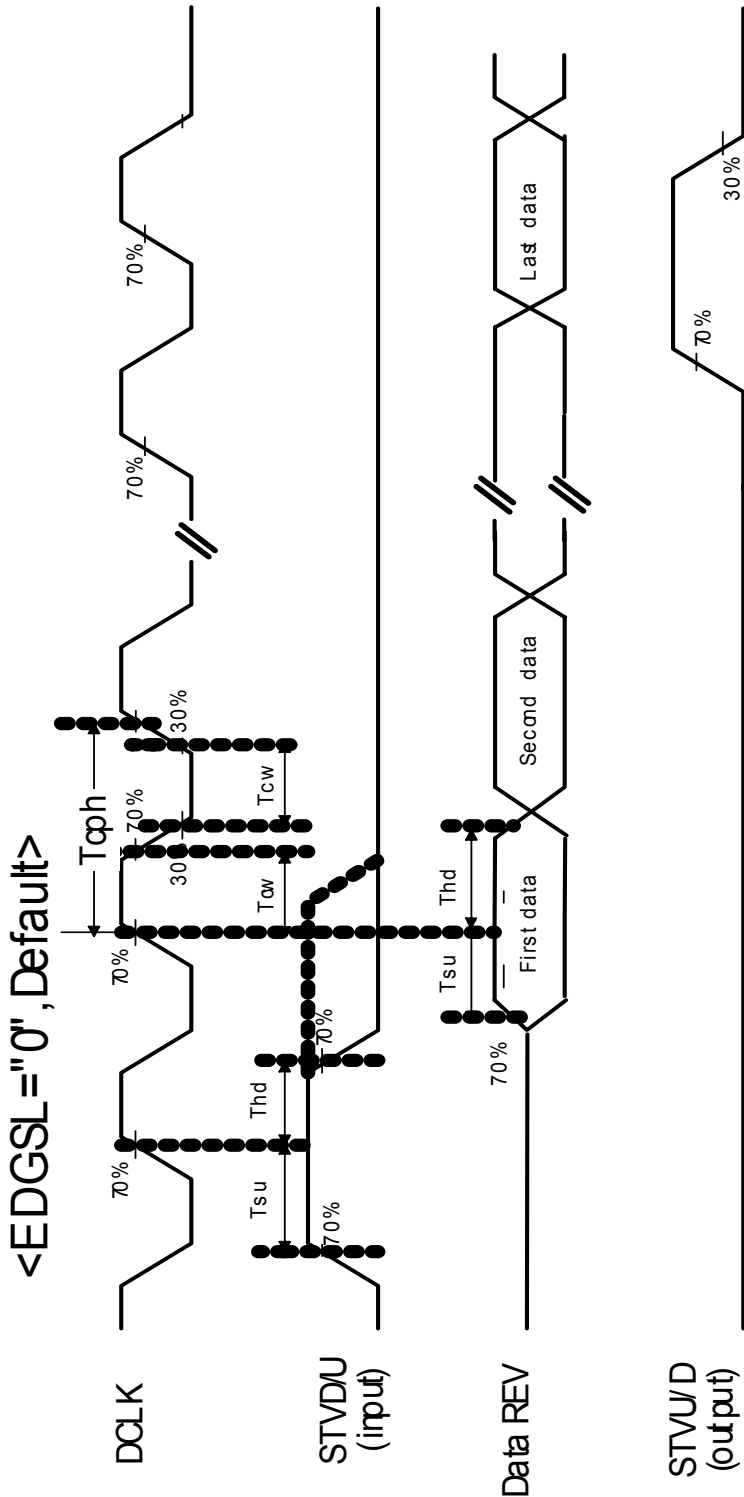 <EDGSL="0", Default>
DCLK
70%
70%
Tcph
70%
30%
30%
70%
70%
Tcw
Tcw
STVD/U
(input)
Tsu
Thd
70%
70%
Data REV
70%
Tsu
Thd
First data
Second data
Last data
STVU/D
(output)
70%
30%